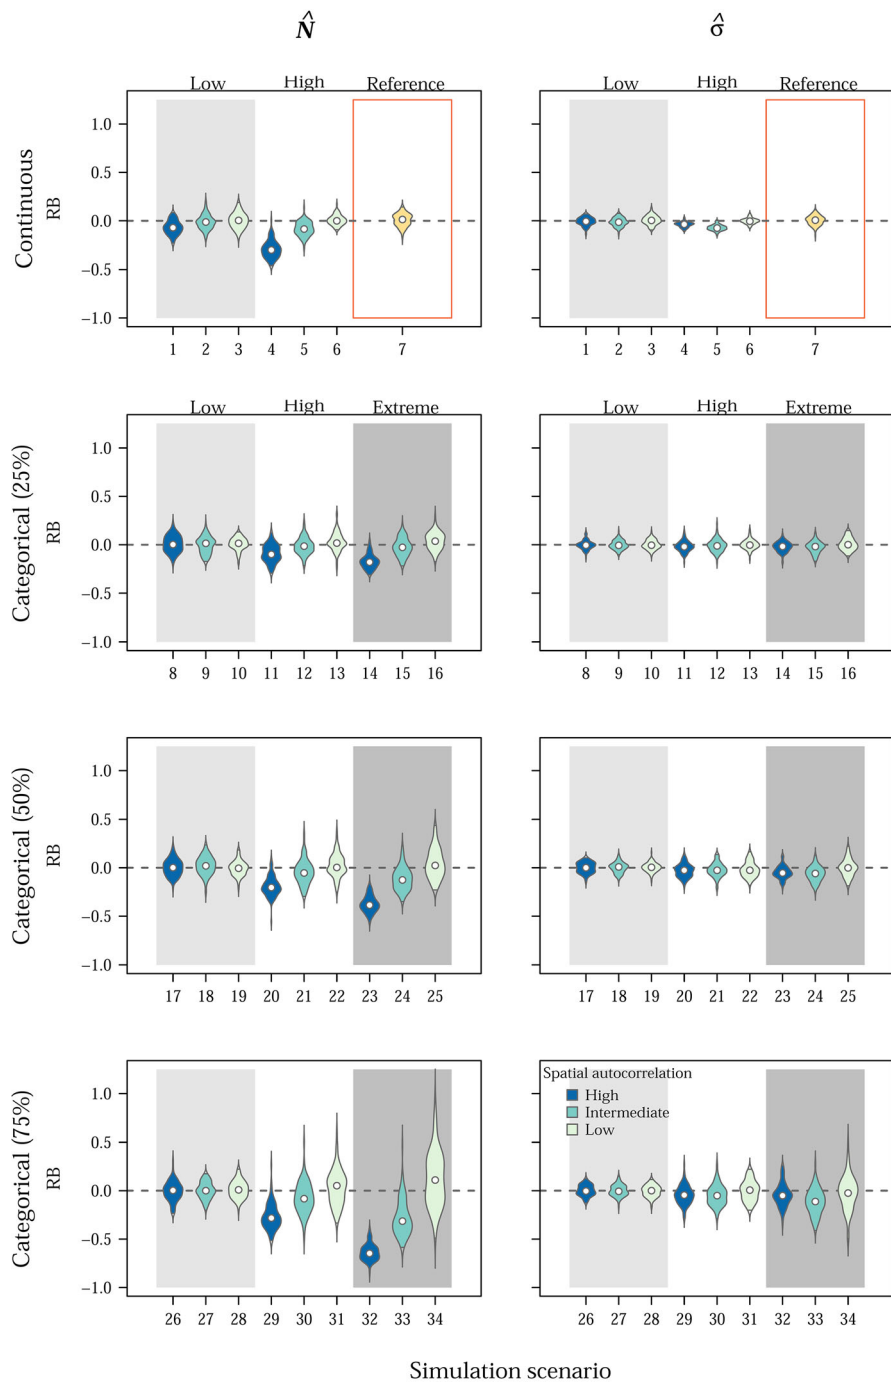 N̂ σ̂
Low High Reference Low High Reference
Continuous
RB
1.0
0.5
0.0
−0.5
−1.0
1 2 3 4 5 6 7 1 2 3 4 5 6 7
Low High Extreme Low High Extreme
Categorical (25%)
RB
1.0
0.5
0.0
−0.5
−1.0
8 9 10 11 12 13 14 15 16 8 9 10 11 12 13 14 15 16
Categorical (50%)
RB
1.0
0.5
0.0
−0.5
−1.0
17 18 19 20 21 22 23 24 25 17 18 19 20 21 22 23 24 25
Categorical (75%)
RB
1.0
0.5
0.0
−0.5
−1.0
Spatial autocorrelation
High
Intermediate
Low
26 27 28 29 30 31 32 33 34 26 27 28 29 30 31 32 33 34
Simulation scenario